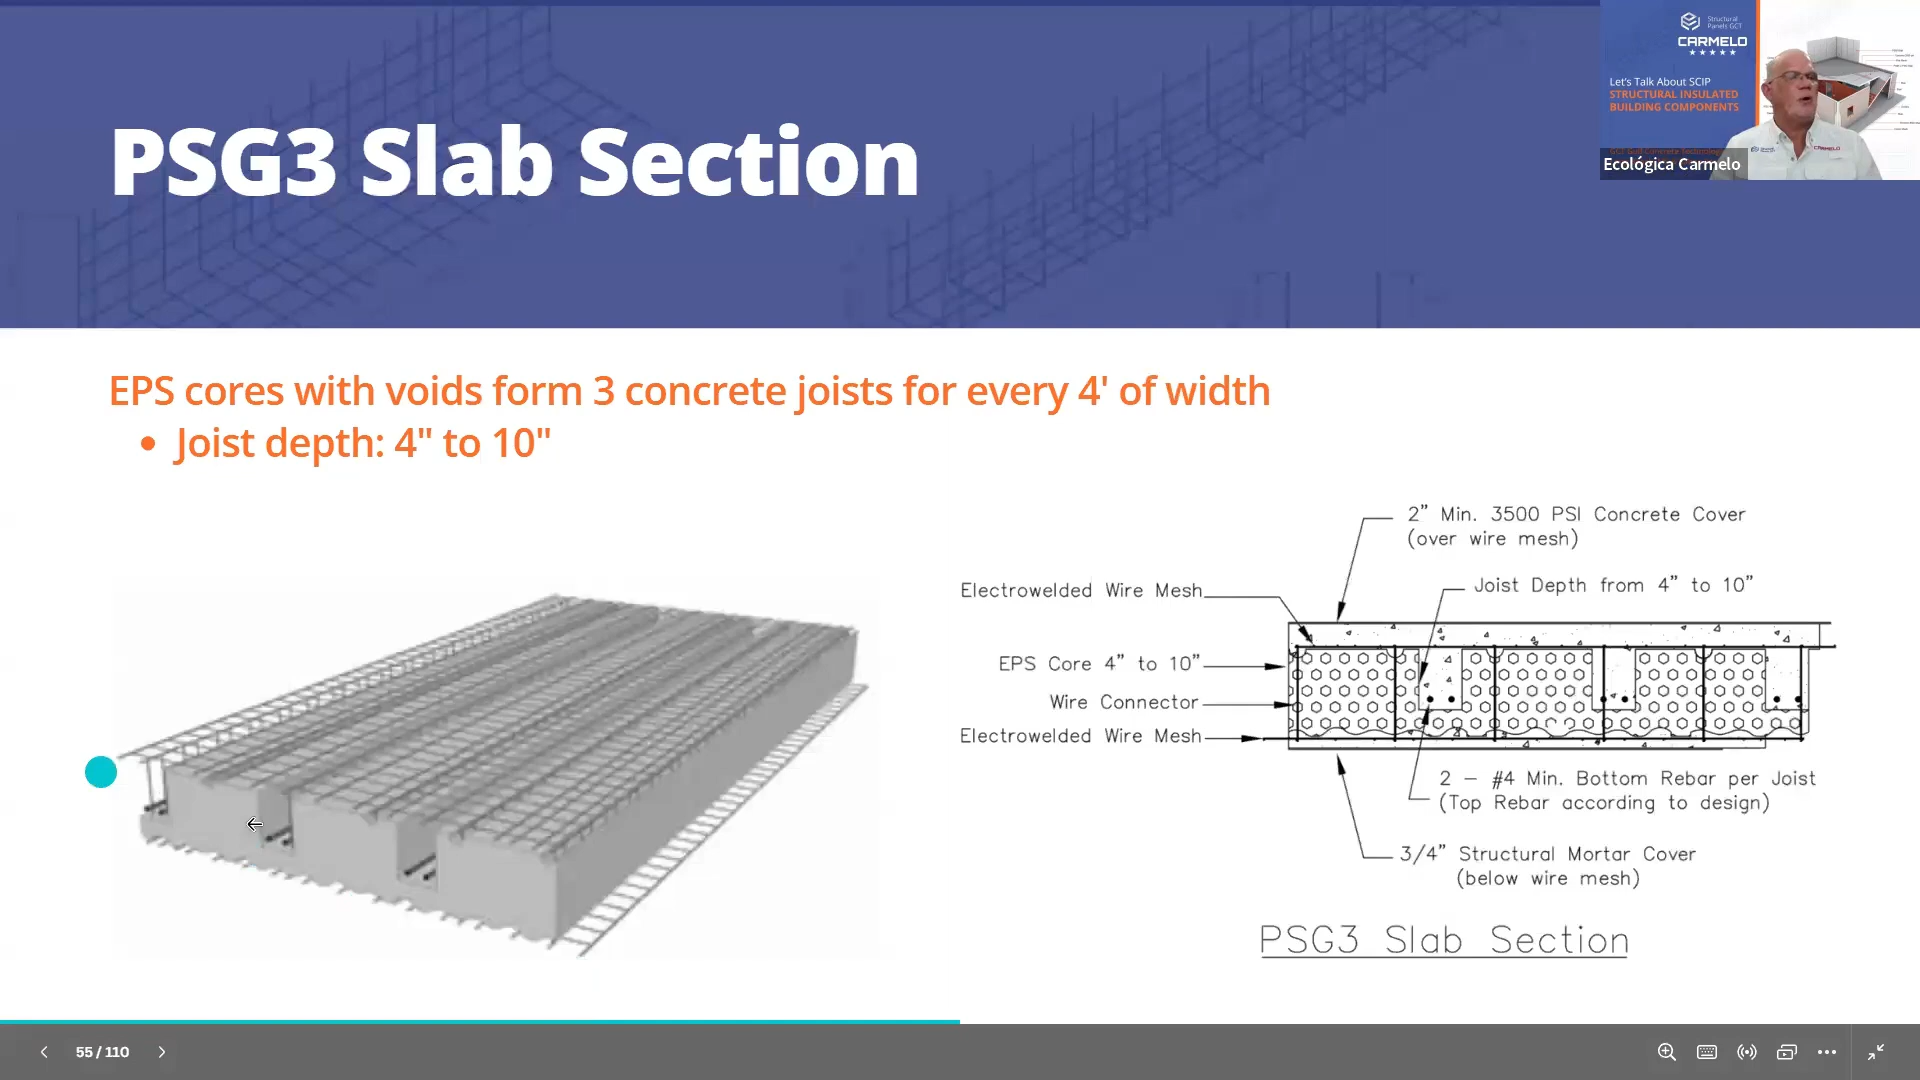 PSG3 Slab Section
Structural
Panels GCT
CARMELO
Let's Talk About SCIP
STRUCTURAL INSULATED
BUILDING COMPONENTS
CARMELO
Ecológica Carmelo
EPS cores with voids form 3 concrete joists for every 4' of width
• Joist depth: 4" to 10"
2” Min. 3500 PSI Concrete Cover
(over wire mesh)
Joist Depth from 4” to 10”
Electrowelded Wire Mesh
EPS Core 4” to 10”
Wire Connector
Electrowelded Wire Mesh
2 – #4 Min. Bottom Rebar per Joist
(Top Rebar according to design)
3/4” Structural Mortar Cover
(below wire mesh)
PSG3 Slab Section
55 / 110